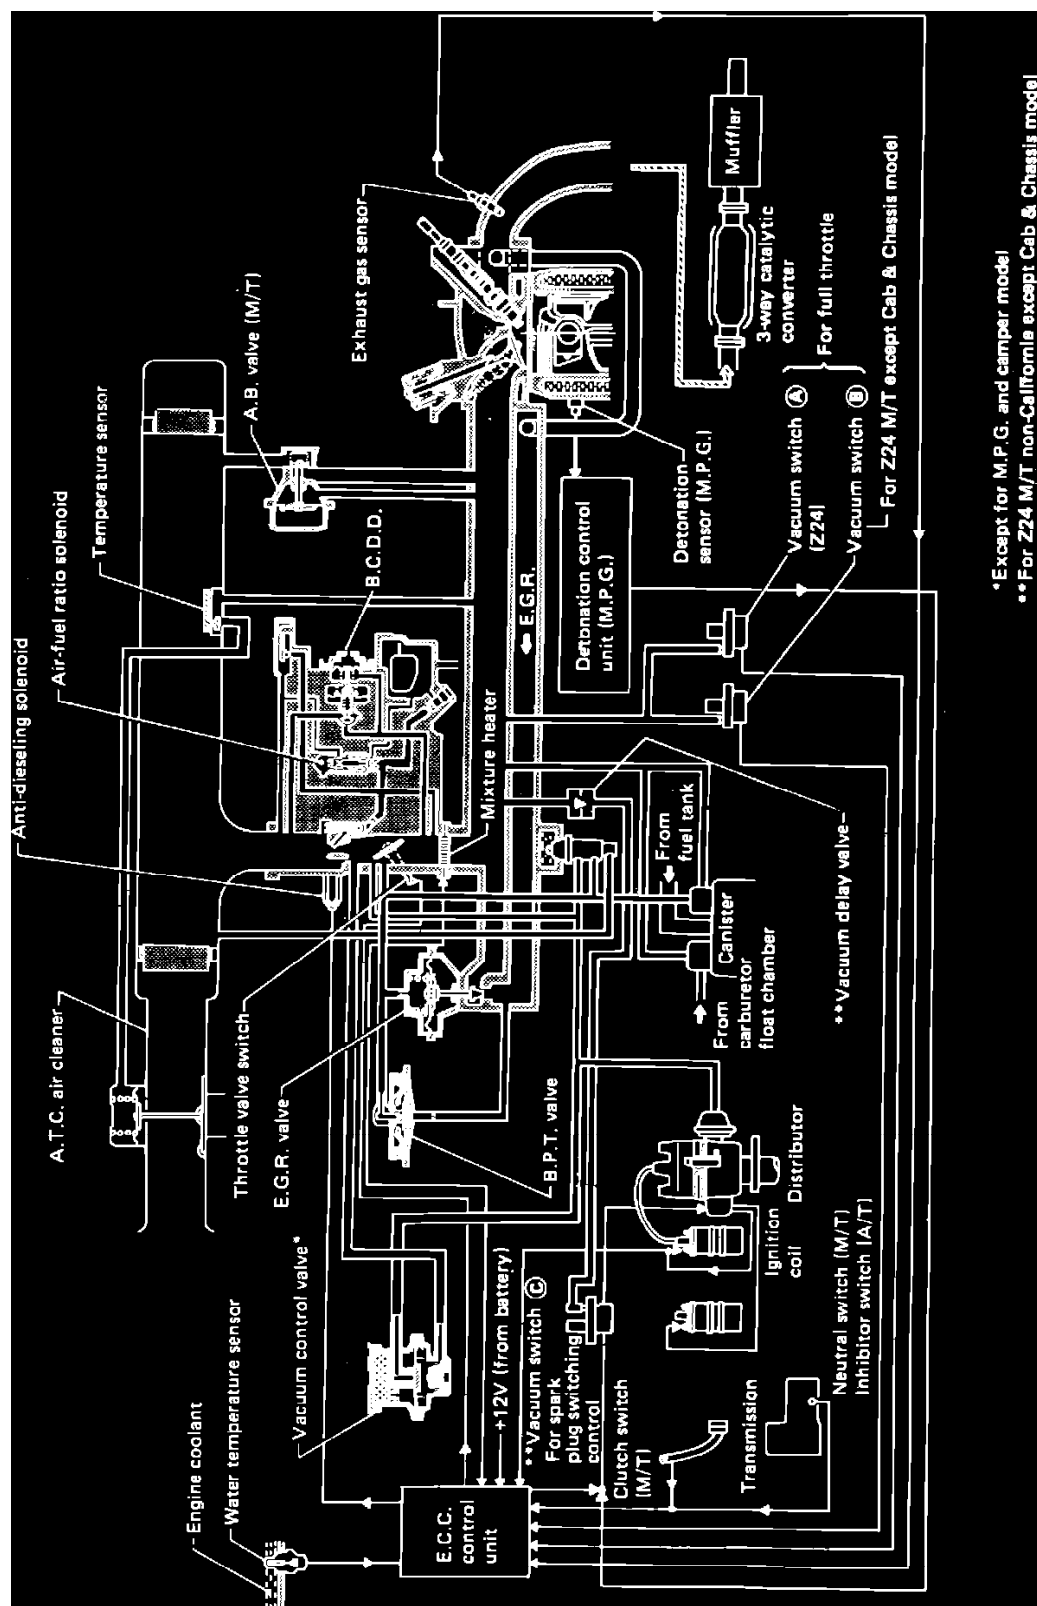 Engine coolant
Water temperature sensor
Vacuum control valve*
A.T.C. air cleaner
Throttle valve switch
E.G.R. valve
B.P.T. valve
Anti-dieseling solenoid
Air-fuel ratio solenoid
Temperature sensor
A.B. valve (M/T)
B.C.D.D.
Mixture heater
Exhaust gas sensor
E.G.R.
Detonation
sensor (M.P.G.)
Detonation control
unit (M.P.G.)
Muffler
3-way catalytic
converter
For full throttle
Vacuum switch Ⓐ
(Z24)
Vacuum switch Ⓑ
For Z24 M/T except Cab & Chassis model
From
fuel tank
Canister
From
carburetor
float chamber
**Vacuum delay valve
E.C.C.
control
unit
+12V (from battery)
**Vacuum switch Ⓒ
For spark
plug switching
control
Clutch switch
(M/T)
Ignition
coil
Distributor
Transmission
Neutral switch (M/T)
Inhibitor switch (A/T)
*Except for M.P.G. and camper model
**For Z24 M/T non-California except Cab & Chassis model